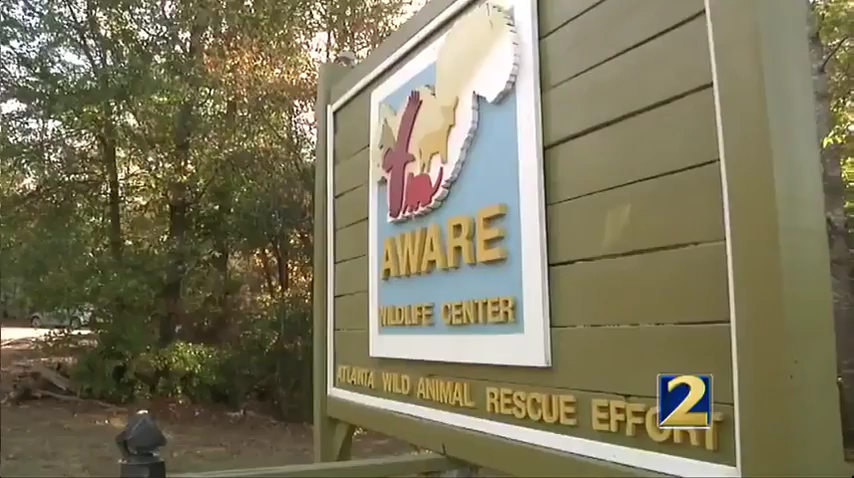 AWARE
WILDLIFE CENTER
ATLANTA WILD ANIMAL RESCUE EFFORT
2